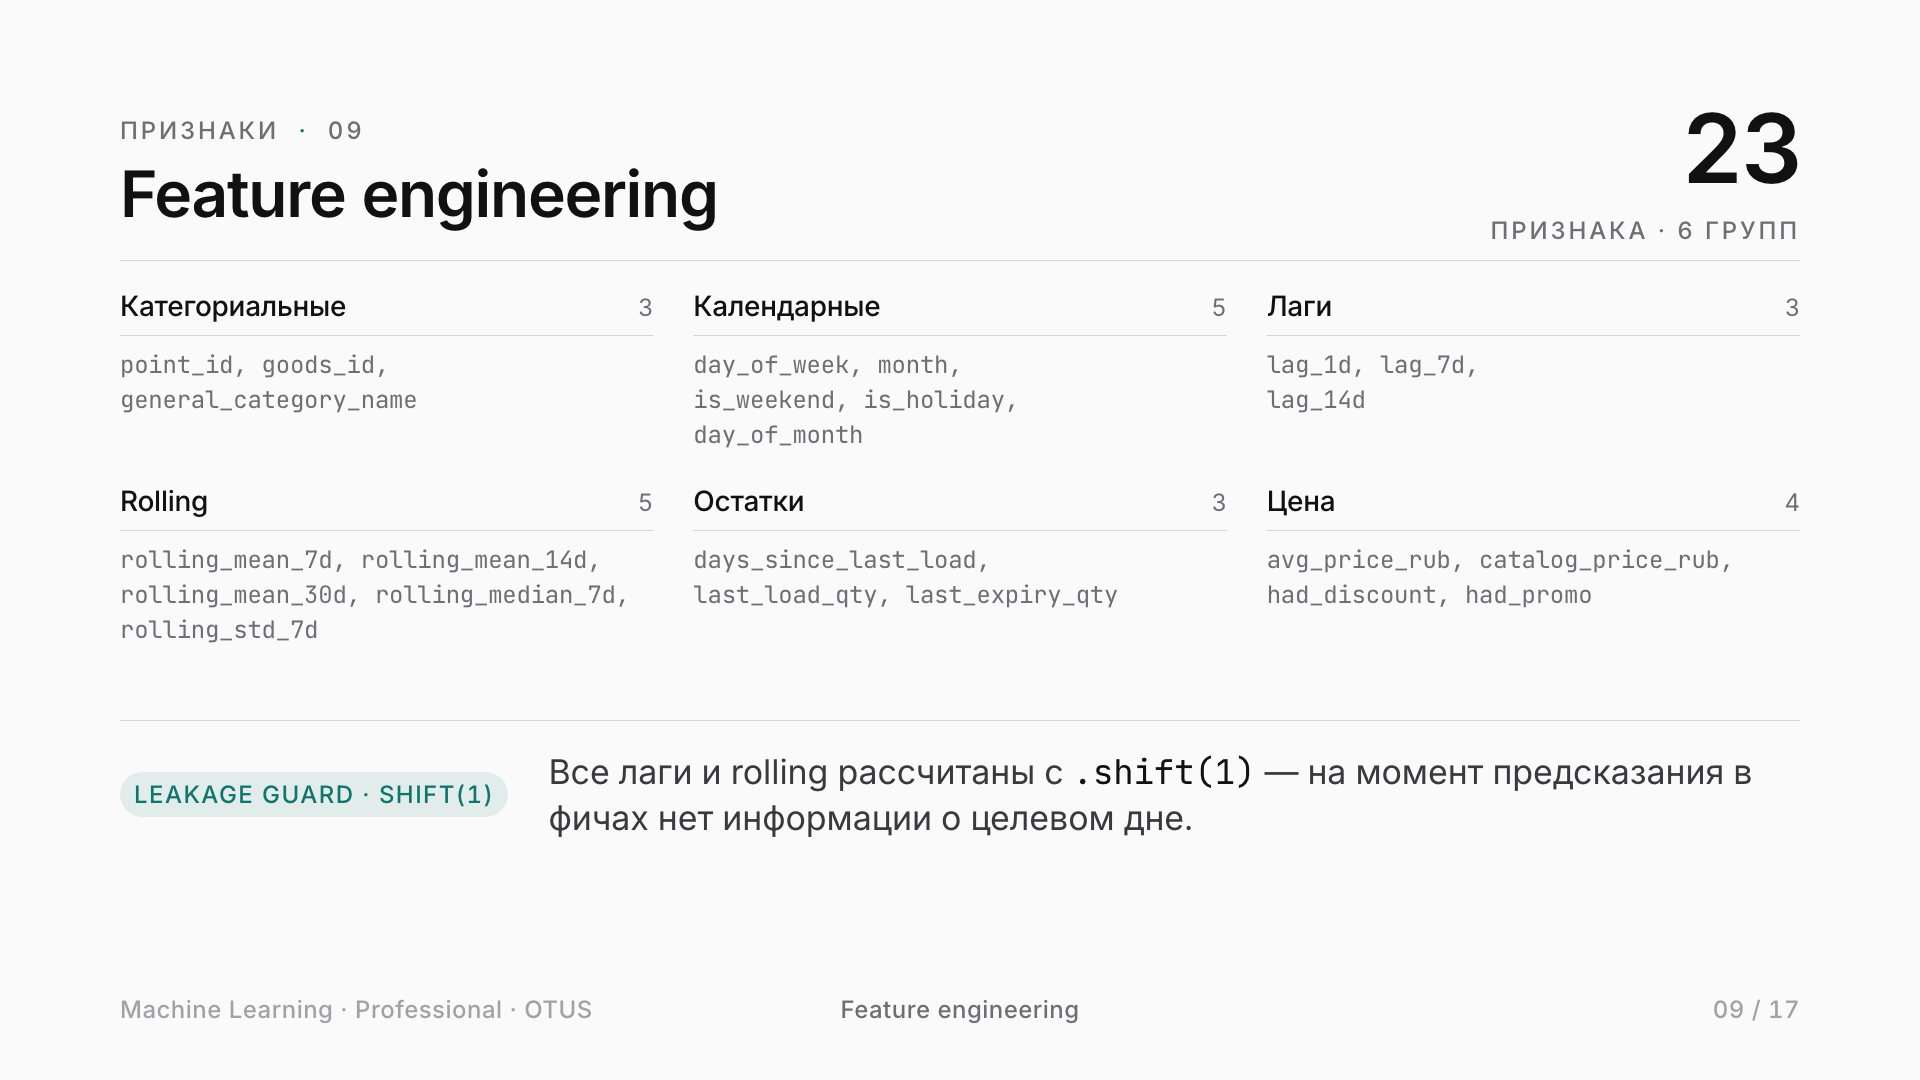 ПРИЗНАКИ · 09
Feature engineering
23
ПРИЗНАКА · 6 ГРУПП
Категориальные 3
point_id, goods_id,
general_category_name
Календарные 5
day_of_week, month,
is_weekend, is_holiday,
day_of_month
Лаги 3
lag_1d, lag_7d,
lag_14d
Rolling 5
rolling_mean_7d, rolling_mean_14d,
rolling_mean_30d, rolling_median_7d,
rolling_std_7d
Остатки 3
days_since_last_load,
last_load_qty, last_expiry_qty
Цена 4
avg_price_rub, catalog_price_rub,
had_discount, had_promo
LEAKAGE GUARD · SHIFT(1)
Все лаги и rolling рассчитаны с .shift(1) — на момент предсказания в
фичах нет информации о целевом дне.
Machine Learning · Professional · OTUS
Feature engineering
09 / 17